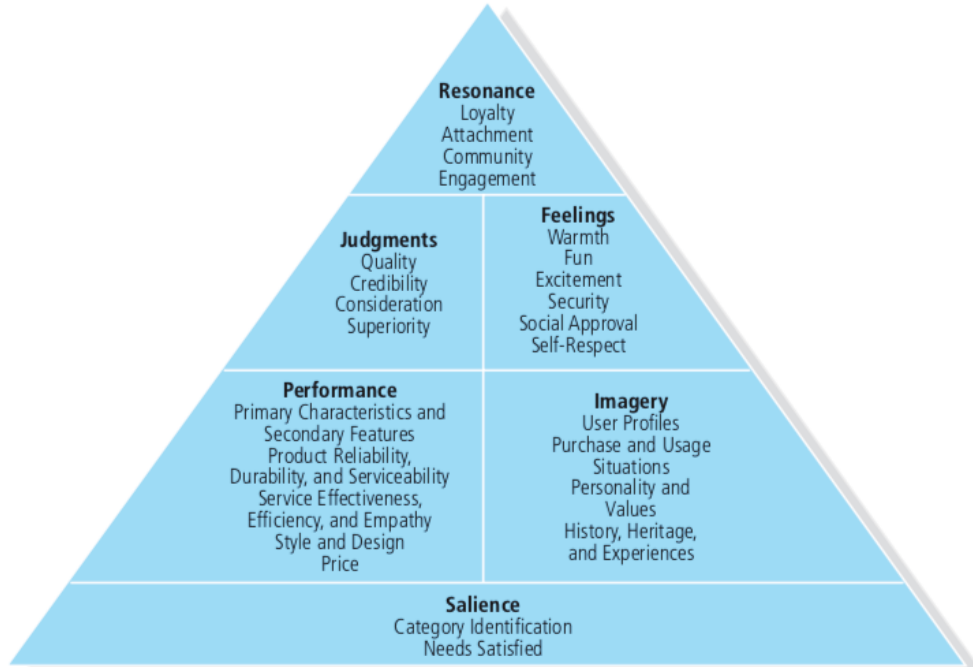 Resonance
Loyalty
Attachment
Community
Engagement
Judgments
Quality
Credibility
Consideration
Superiority
Feelings
Warmth
Fun
Excitement
Security
Social Approval
Self-Respect
Performance
Primary Characteristics and
Secondary Features
Product Reliability,
Durability, and Serviceability
Service Effectiveness,
Efficiency, and Empathy
Style and Design
Price
Imagery
User Profiles
Purchase and Usage
Situations
Personality and
Values
History, Heritage,
and Experiences
Salience
Category Identification
Needs Satisfied